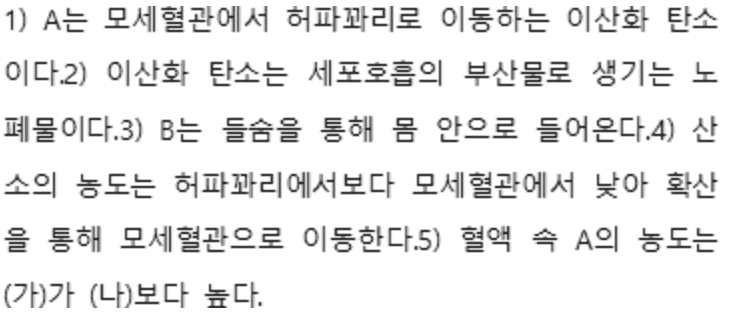 1) A는 모세혈관에서 허파꽈리로 이동하는 이산화 탄소
이다.2) 이산화 탄소는 세포호흡의 부산물로 생기는 노
폐물이다.3) B는 들숨을 통해 몸 안으로 들어온다.4) 산
소의 농도는 허파꽈리에서보다 모세혈관에서 낮아 확산
을 통해 모세혈관으로 이동한다.5) 혈액 속 A의 농도는
(가)가 (나)보다 높다.